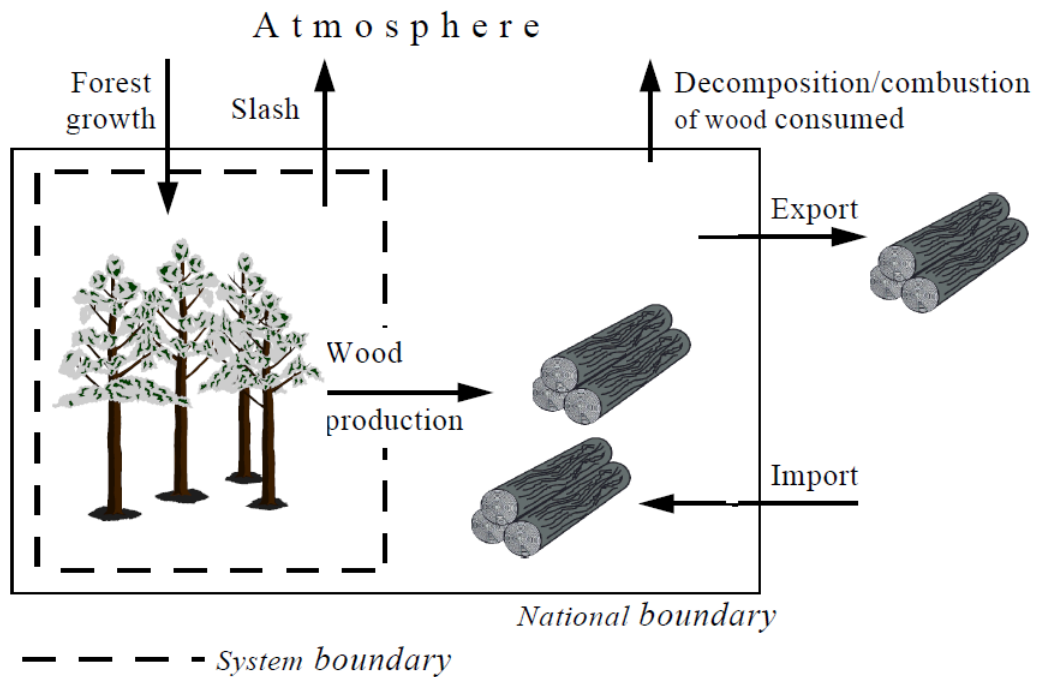 Atmosphere
Forest
growth
Slash
Decomposition/combustion
of wood consumed
Export
Wood
production
Import
National boundary
System boundary